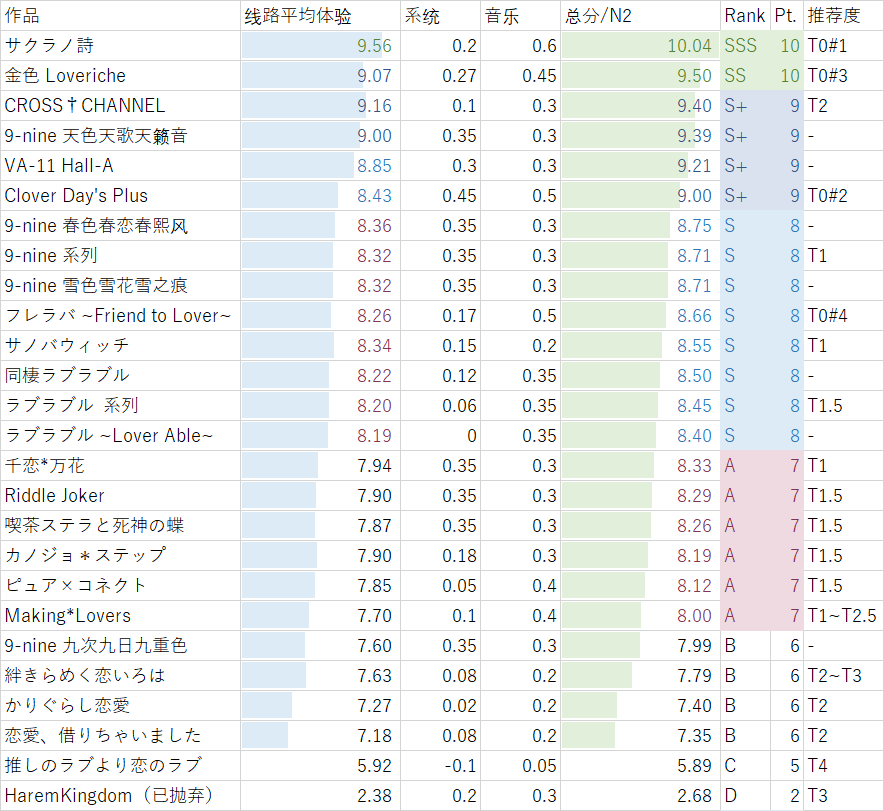 作品 线路平均体验 系统 音乐 总分/N2 Rank Pt. 推荐度
サクラノ詩 9.56 0.2 0.6 10.04 SSS 10 T0#1
金色 Loveriche 9.07 0.27 0.45 9.50 SS 10 T0#3
CROSS†CHANNEL 9.16 0.1 0.3 9.40 S+ 9 T2
9-nine 天色天歌天籁音 9.00 0.35 0.3 9.39 S+ 9 -
VA-11 Hall-A 8.85 0.3 0.3 9.21 S+ 9 -
Clover Day's Plus 8.43 0.45 0.5 9.00 S+ 9 T0#2
9-nine 春色春恋春熙风 8.36 0.35 0.3 8.75 S 8 -
9-nine 系列 8.32 0.35 0.3 8.71 S 8 T1
9-nine 雪色雪花雪之痕 8.32 0.35 0.3 8.71 S 8 -
フレラバ ~Friend to Lover~ 8.26 0.17 0.5 8.66 S 8 T0#4
サノバウィッチ 8.34 0.15 0.2 8.55 S 8 T1
同棲ラブラブル 8.22 0.12 0.35 8.50 S 8 -
ラブラブル 系列 8.20 0.06 0.35 8.45 S 8 T1.5
ラブラブル ~Lover Able~ 8.19 0 0.35 8.40 S 8 -
千恋*万花 7.94 0.35 0.3 8.33 A 7 T1
Riddle Joker 7.90 0.35 0.3 8.29 A 7 T1.5
喫茶ステラと死神の蝶 7.87 0.35 0.3 8.26 A 7 T1.5
カノジョ＊ステップ 7.90 0.18 0.3 8.19 A 7 T1.5
ピュア×コネクト 7.85 0.05 0.4 8.12 A 7 T1.5
Making*Lovers 7.70 0.1 0.4 8.00 A 7 T1~T2.5
9-nine 九次九日九重色 7.60 0.35 0.3 7.99 B 6 -
絆きらめく恋いろは 7.63 0.08 0.2 7.79 B 6 T2~T3
かりぐらし恋愛 7.27 0.02 0.2 7.40 B 6 T2
恋愛、借りちゃいました 7.18 0.08 0.2 7.35 B 6 T2
推しのラブより恋のラブ 5.92 -0.1 0.05 5.89 C 5 T4
HaremKingdom（已抛弃） 2.38 0.2 0.3 2.68 D 2 T3